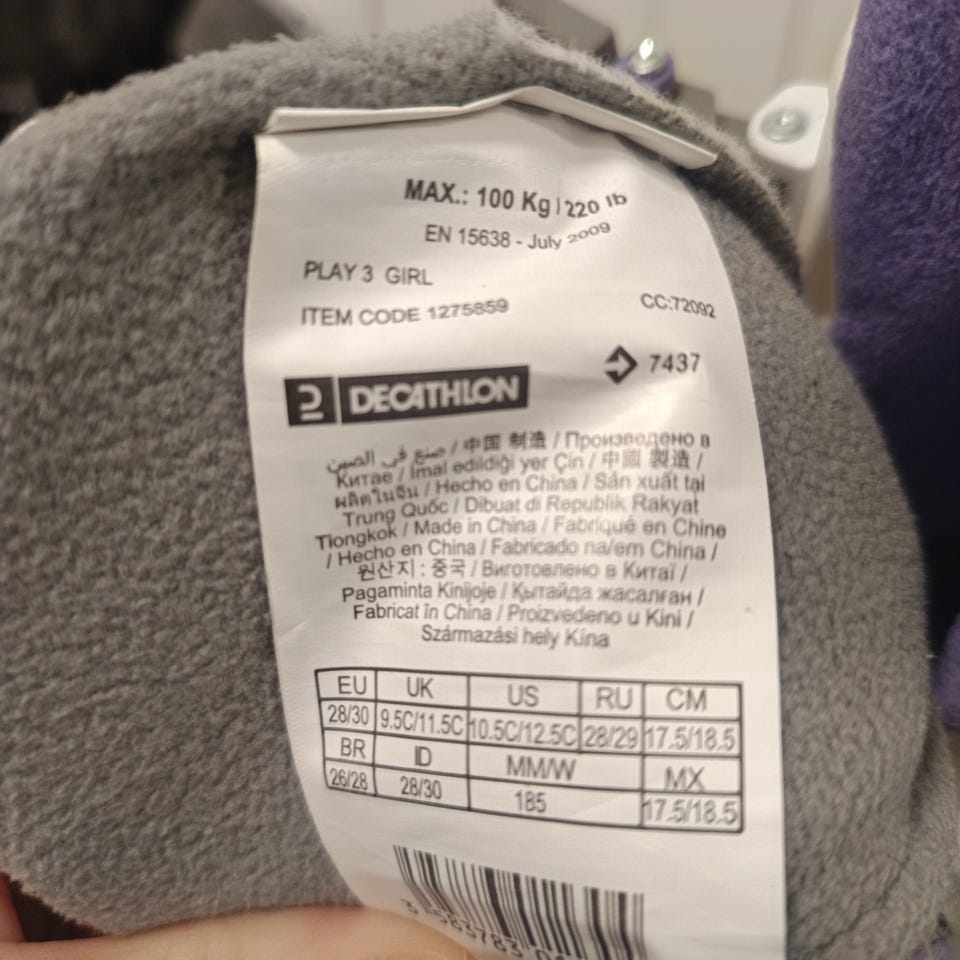 MAX.: 100 Kg | 220 lb
EN 15638 - July 2009
PLAY 3 GIRL
ITEM CODE 1275859
CC:72092
7437
DECATHLON
صنع في الصين / 中国 制造 / Произведено в
Китае / İmal edildiği yer Çin / 中國 製造 /
ผลิตในจีน / Hecho en China / Sản xuất tại
Trung Quốc / Dibuat di Republik Rakyat
Tiongkok / Made in China / Fabriqué en Chine
/ Hecho en China / Fabricado na/em China /
원산지 : 중국 / Виготовлено в Китаї /
Pagaminta Kinijoje / Қытайда жасалған /
Fabricat în China / Proizvedeno u Kini /
Származási hely Kína
EU UK US RU CM
28/30 9.5C/11.5C 10.5C/12.5C 28/29 17.5/18.5
BR ID MM/W MX
26/28 28/30 185 17.5/18.5